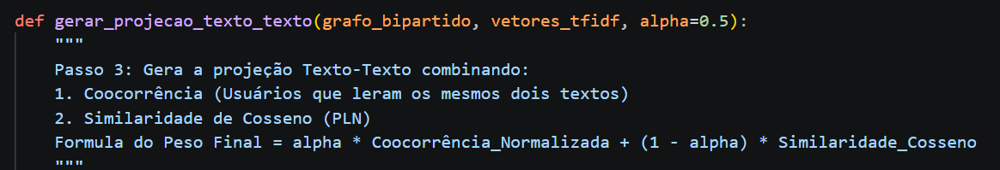 def gerar_projecao_texto_texto(grafo_bipartido, vetores_tfidf, alpha=0.5):
"""
Passo 3: Gera a projeção Texto-Texto combinando:
1. Coocorrência (Usuários que leram os mesmos dois textos)
2. Similaridade de Cosseno (PLN)
Formula do Peso Final = alpha * Coocorrência_Normalizada + (1 - alpha) * Similaridade_Cosseno
"""